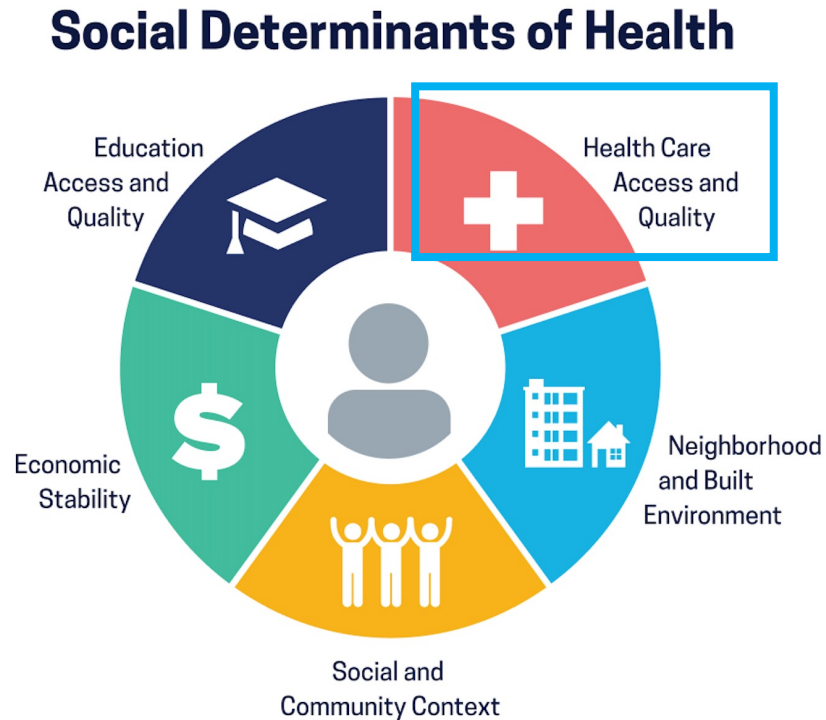 Social Determinants of Health
Education
Access and
Quality
Health Care
Access and
Quality
Economic
Stability
Neighborhood
and Built
Environment
Social and
Community Context